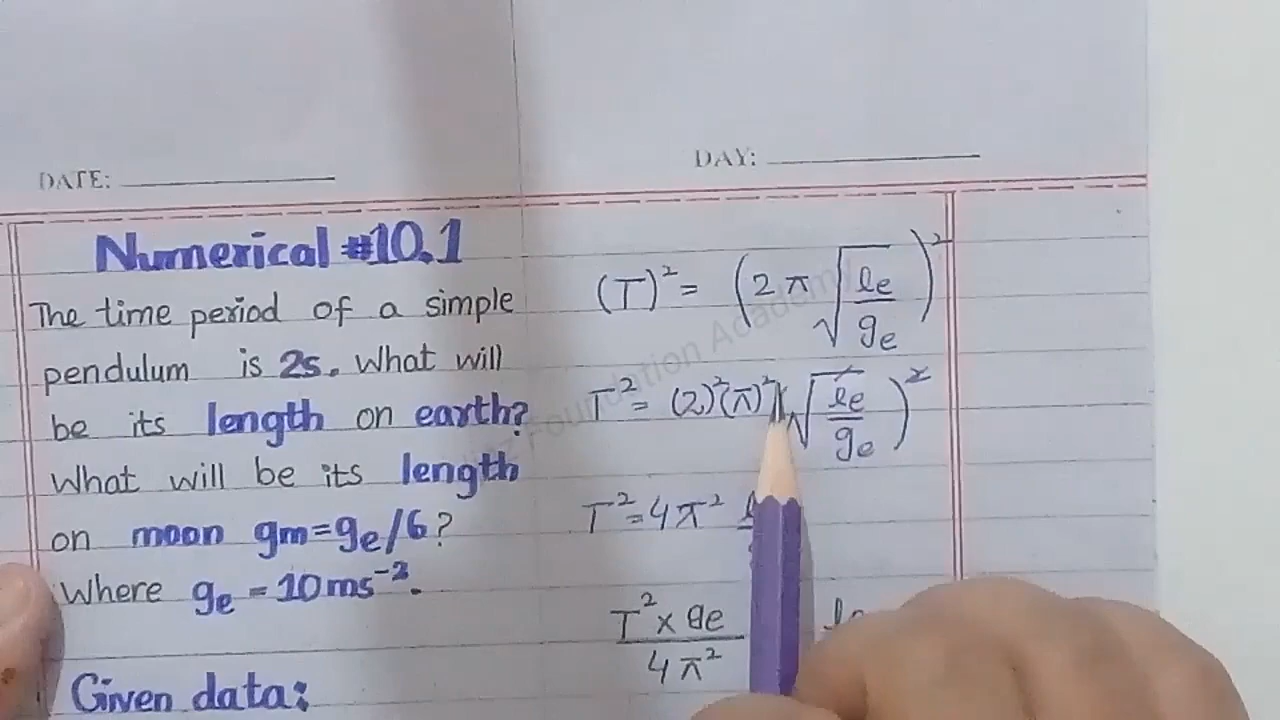 DATE:
DAY:
Numerical #10.1
The time period of a simple
pendulum is 2s. What will
be its length on earth?
What will be its length
on moon gm=ge/6?
Where ge = 10ms⁻².
Given data:
(T)² = (2π√(le/ge))²
T² = (2)²(π)² (√(le/ge))²
T² = 4π²
T² x ge / 4π²
Foundation Academy